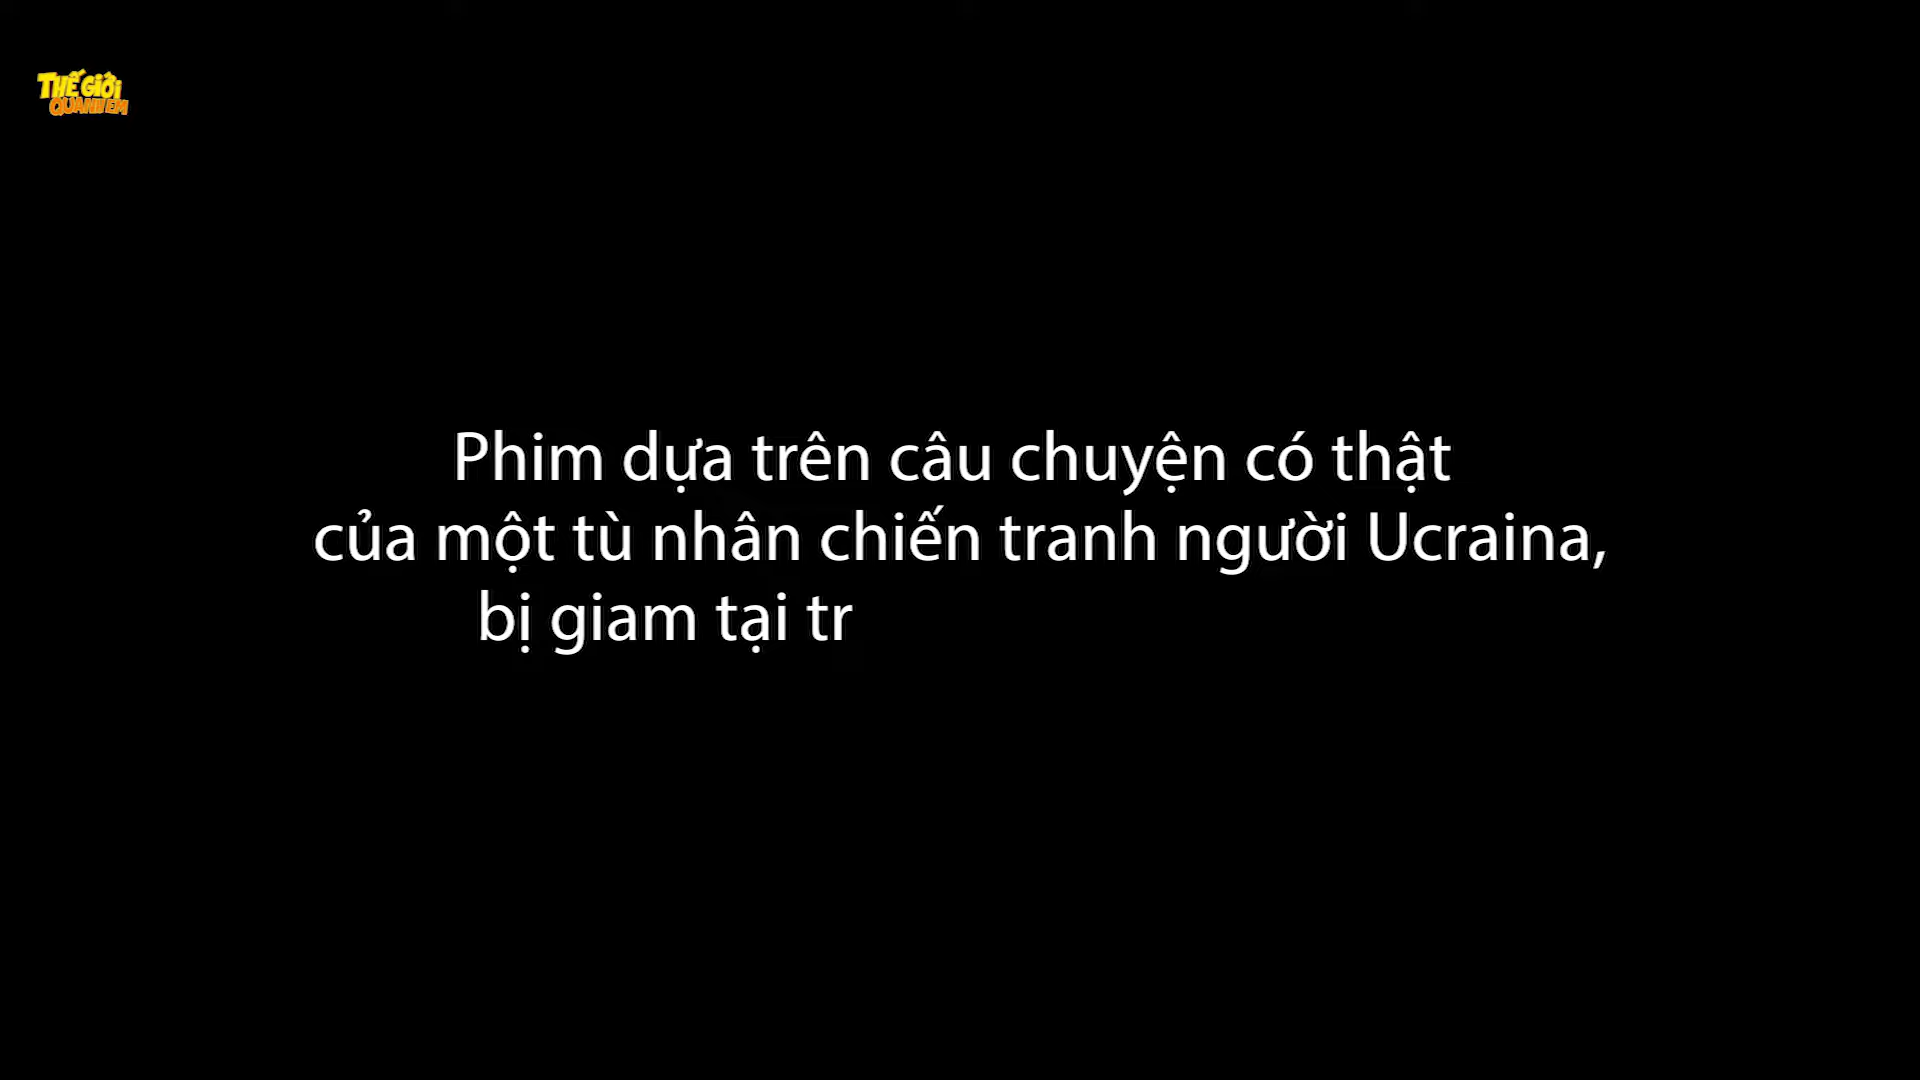 THẾ GIỚI
QUANH EM
Phim dựa trên câu chuyện có thật
của một tù nhân chiến tranh người Ucraina,
bị giam tại tr